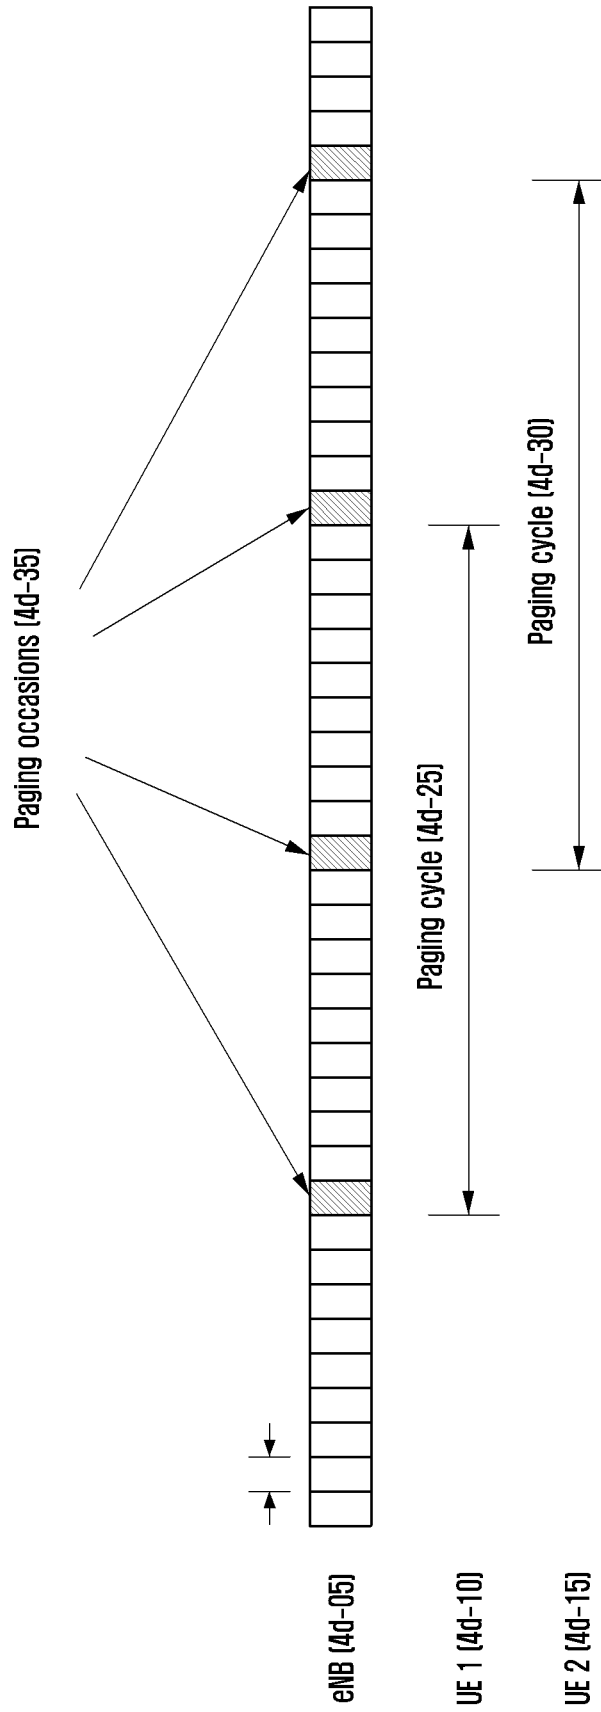 Paging occasions (4d-35)
eNB (4d-05)
UE 1 (4d-10)
Paging cycle (4d-25)
UE 2 (4d-15)
Paging cycle (4d-30)